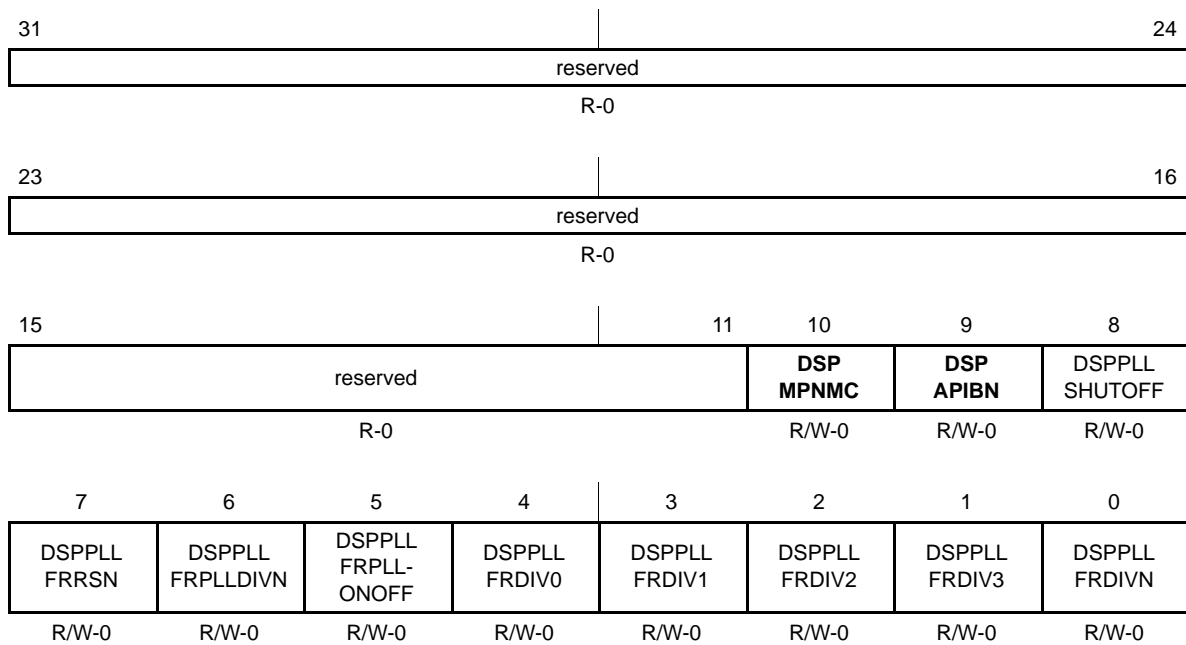 31 24
reserved
R-0
23 16
reserved
R-0
15 11 10 9 8
reserved DSP MPNMC DSP APIBN DSPPLL SHUTOFF
R-0 R/W-0 R/W-0 R/W-0
7 6 5 4 3 2 1 0
DSPPLL FRRSN DSPPLL FRPLLDIVN DSPPLL FRPLL-ONOFF DSPPLL FRDIV0 DSPPLL FRDIV1 DSPPLL FRDIV2 DSPPLL FRDIV3 DSPPLL FRDIVN
R/W-0 R/W-0 R/W-0 R/W-0 R/W-0 R/W-0 R/W-0 R/W-0